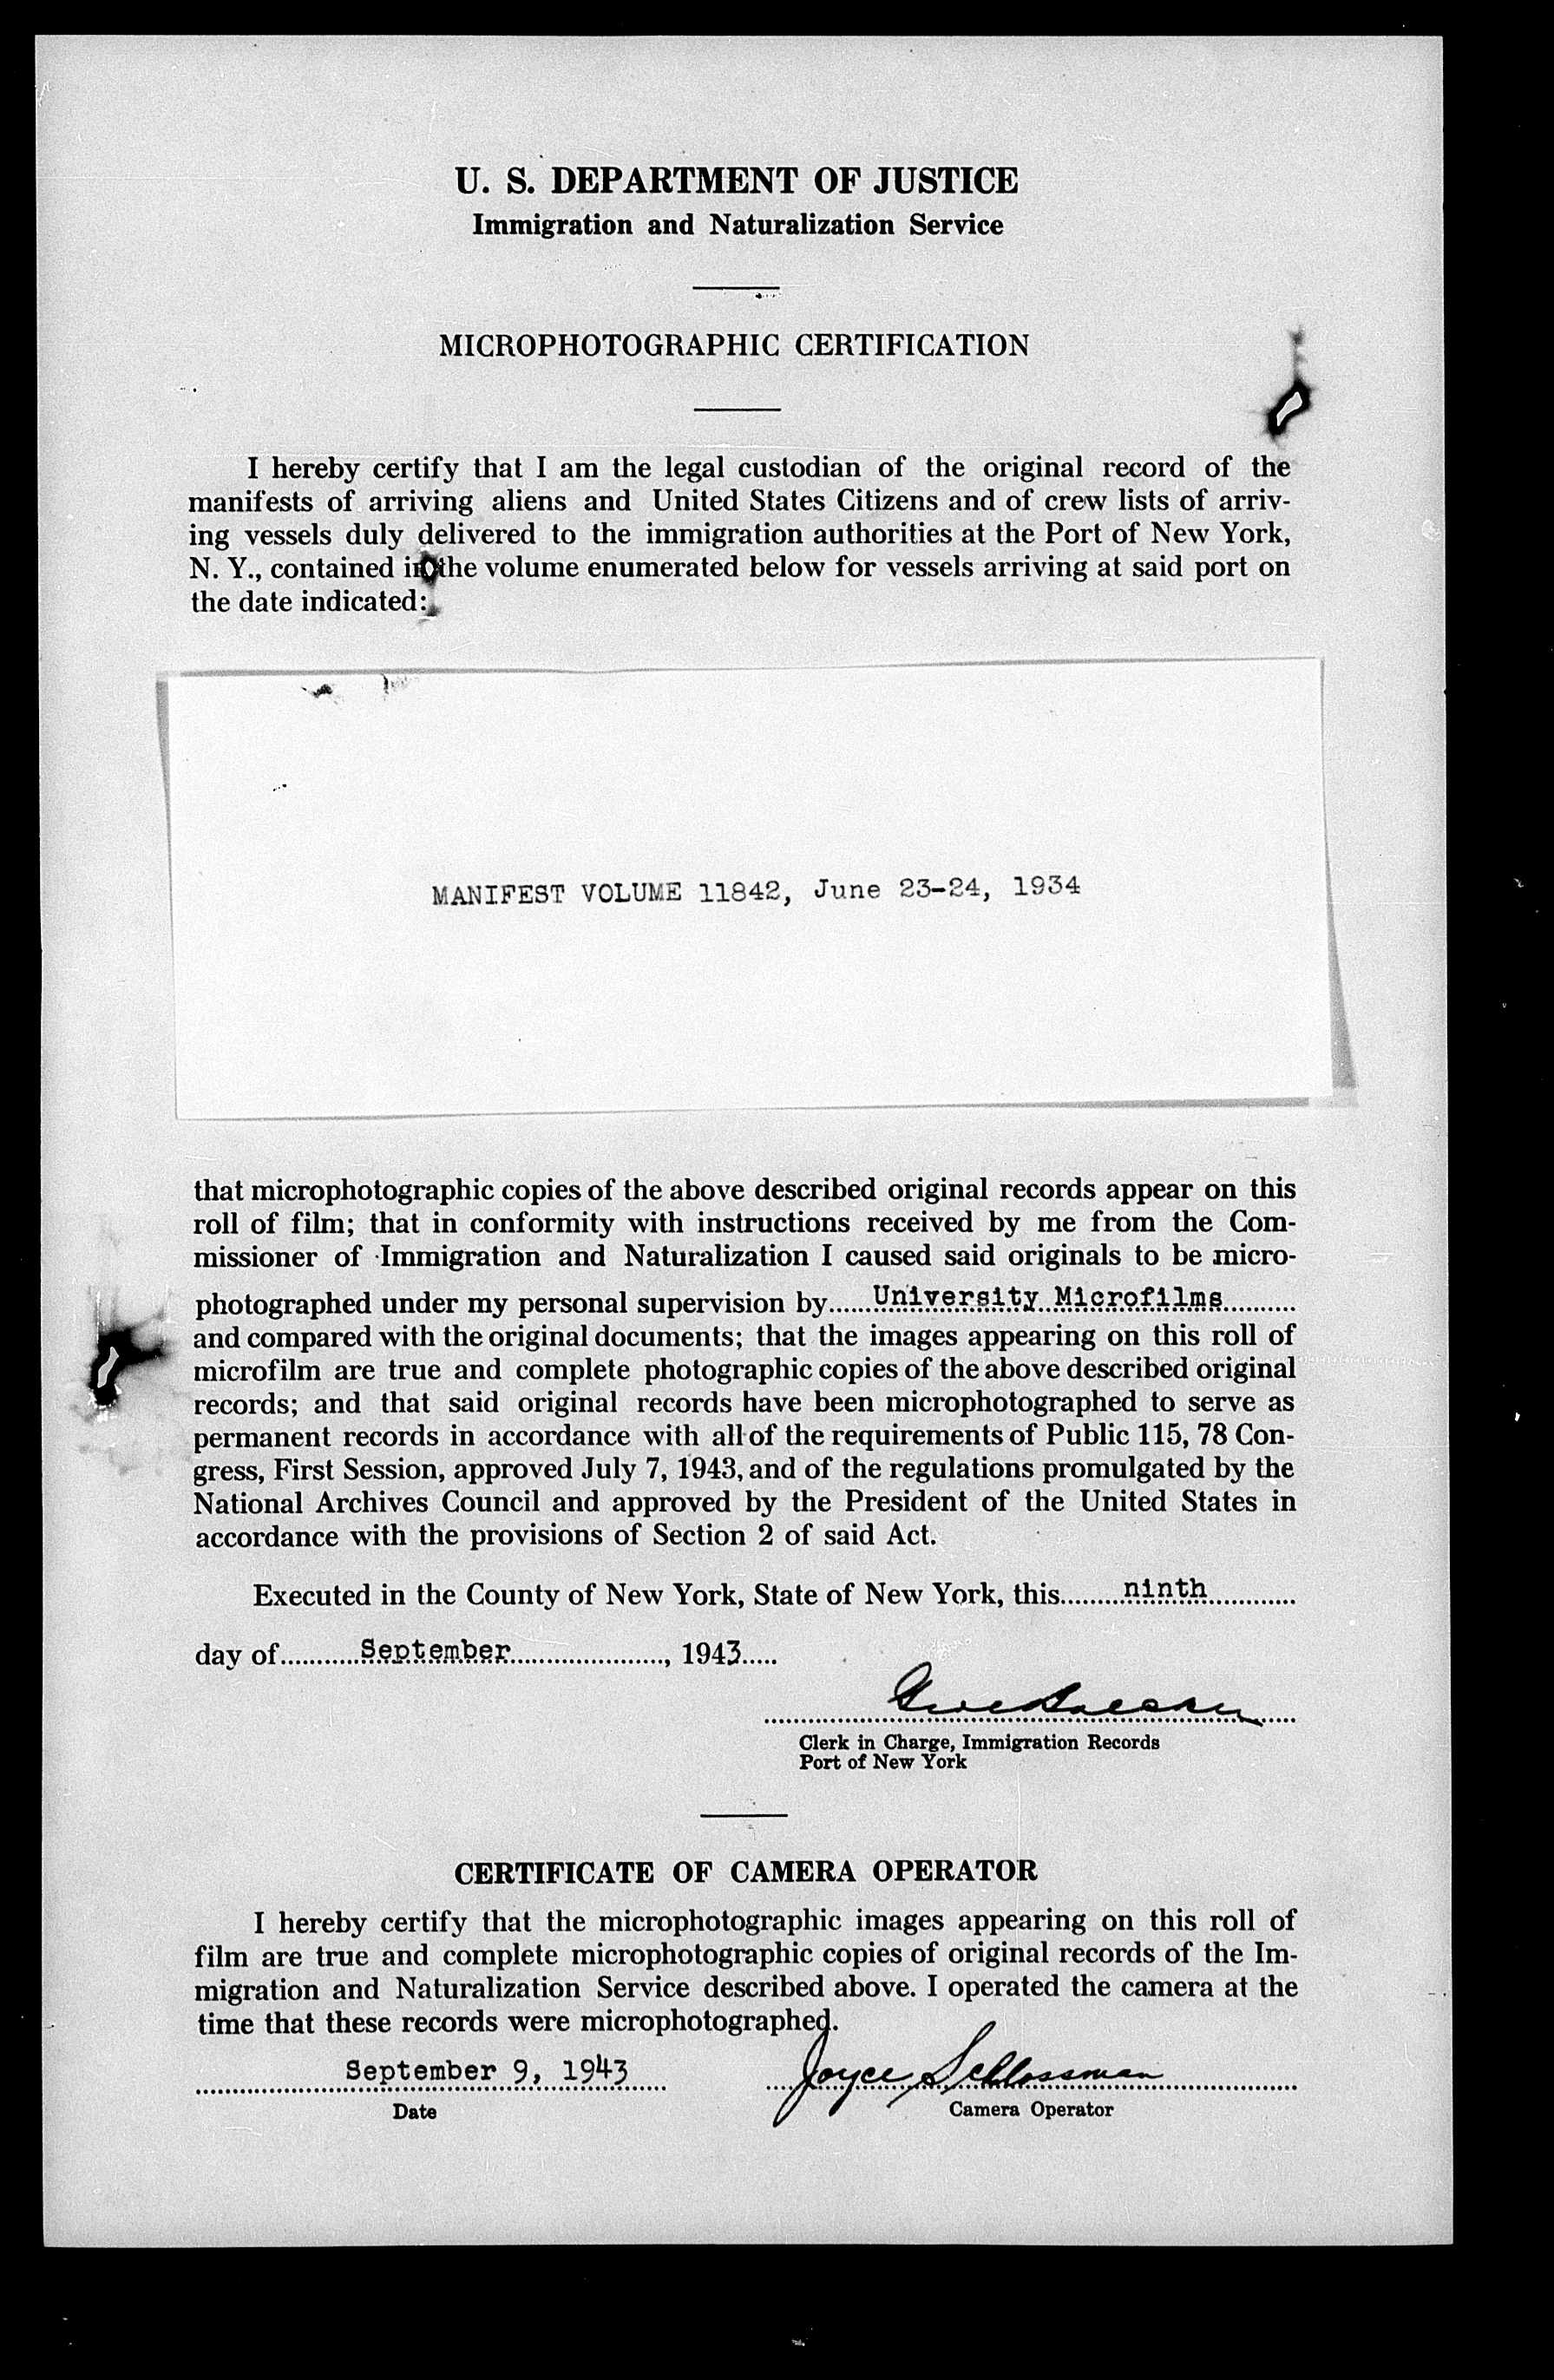 U. S. DEPARTMENT OF JUSTICE
Immigration and Naturalization Service
MICROPHOTOGRAPHIC CERTIFICATION
I hereby certify that I am the legal custodian of the original record of the
manifests of arriving aliens and United States Citizens and of crew lists of arriv-
ing vessels duly delivered to the immigration authorities at the Port of New York,
N. Y., contained in the volume enumerated below for vessels arriving at said port on
the date indicated:
MANIFEST VOLUME 11842, June 23-24, 1934
that microphotographic copies of the above described original records appear on this
roll of film; that in conformity with instructions received by me from the Com-
missioner of Immigration and Naturalization I caused said originals to be micro-
photographed under my personal supervision by......University Microfilms..........
and compared with the original documents; that the images appearing on this roll of
microfilm are true and complete photographic copies of the above described original
records; and that said original records have been microphotographed to serve as
permanent records in accordance with all of the requirements of Public 115, 78 Con-
gress, First Session, approved July 7, 1943, and of the regulations promulgated by the
National Archives Council and approved by the President of the United States in
accordance with the provisions of Section 2 of said Act.
Executed in the County of New York, State of New York, this.........ninth............
day of...........September....................., 1943.....
Clerk in Charge, Immigration Records
Port of New York
CERTIFICATE OF CAMERA OPERATOR
I hereby certify that the microphotographic images appearing on this roll of
film are true and complete microphotographic copies of original records of the Im-
migration and Naturalization Service described above. I operated the camera at the
time that these records were microphotographed.
September 9, 1943 Joyce Schlossman
Date Camera Operator